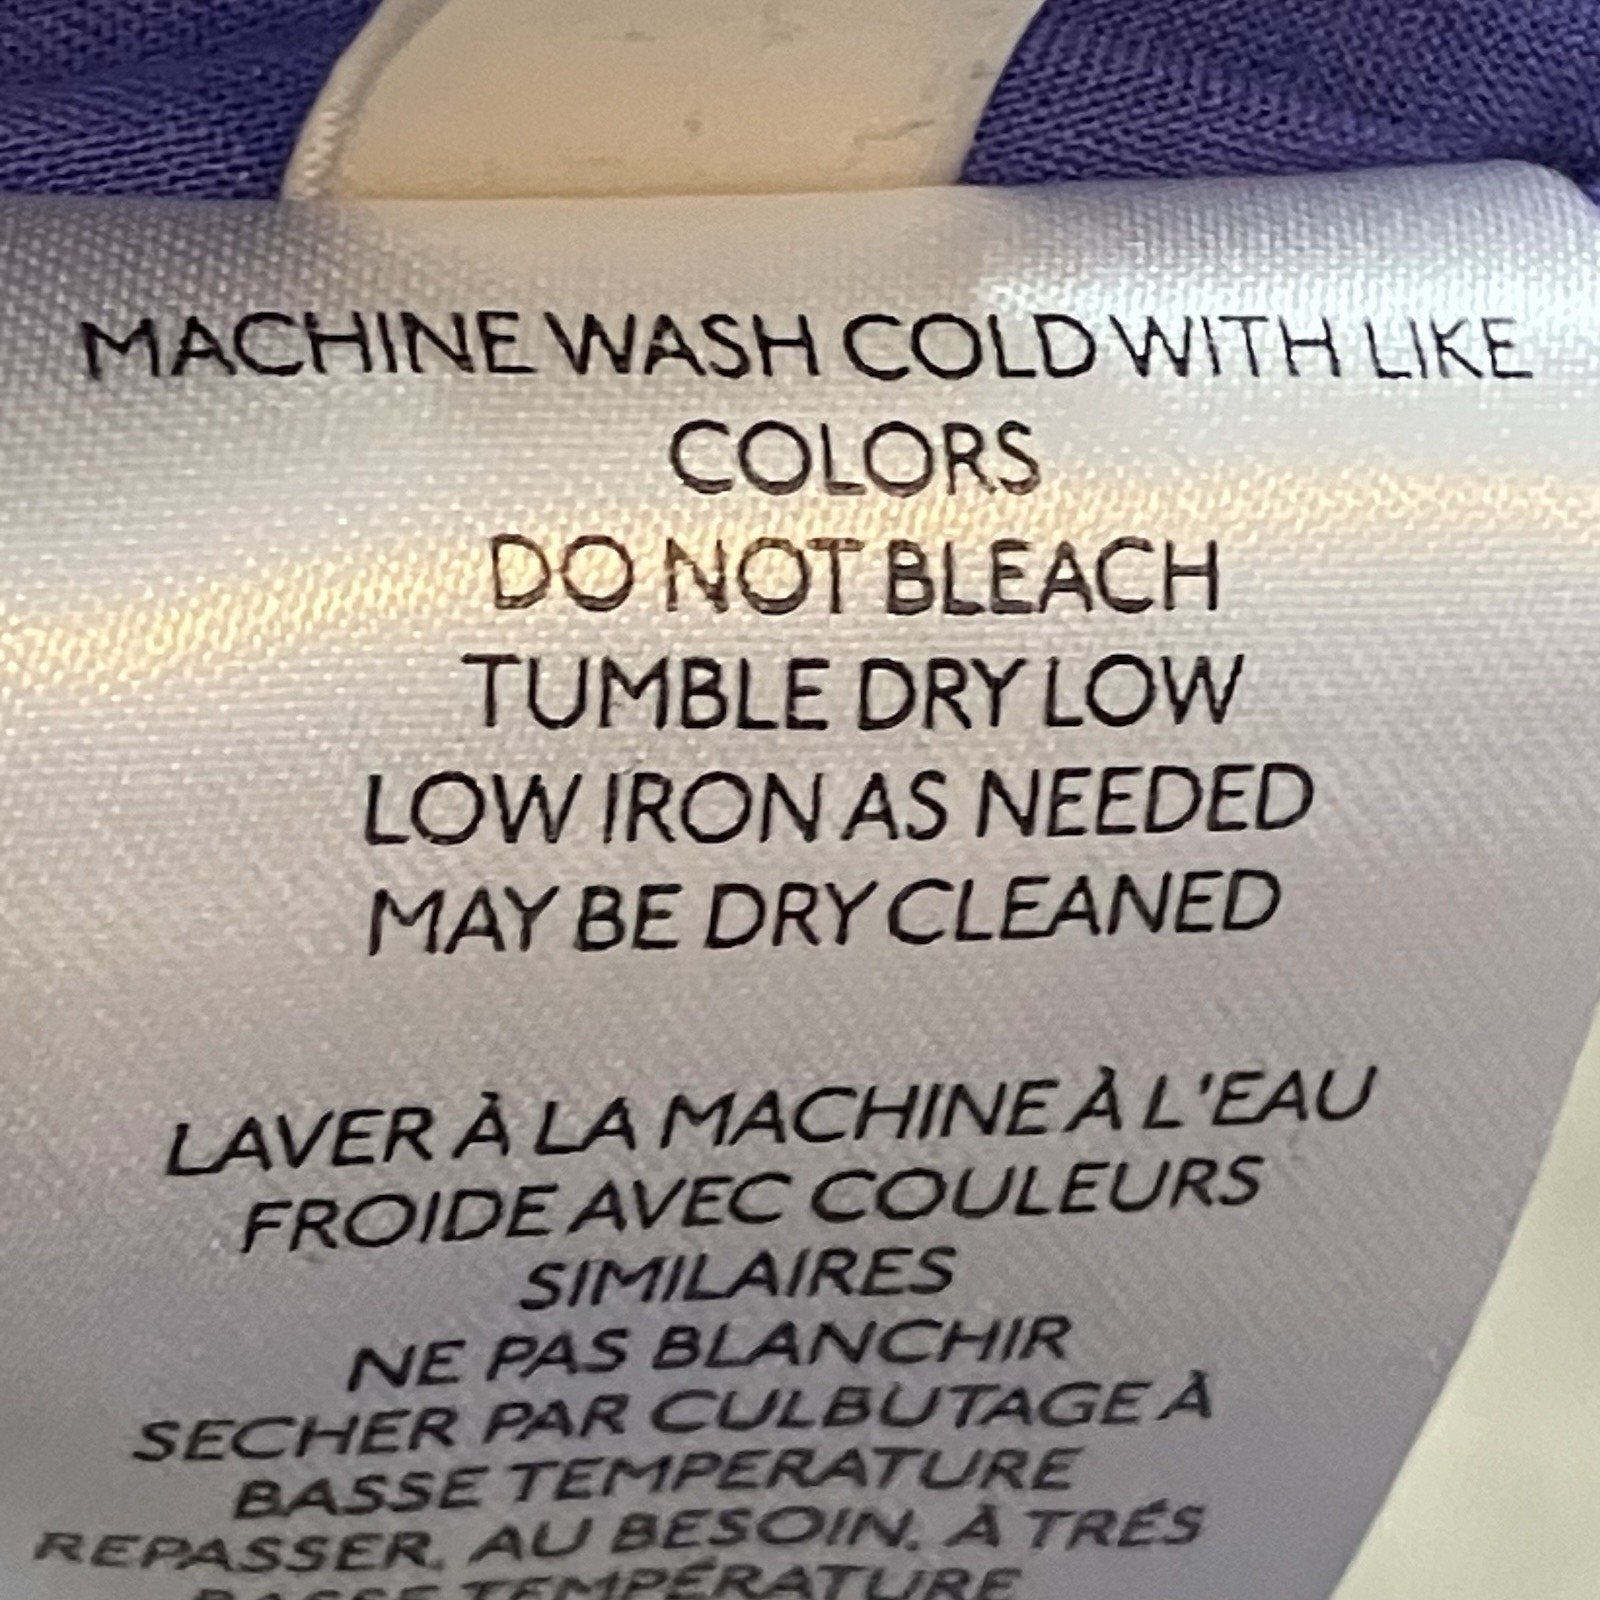 MACHINE WASH COLD WITH LIKE
COLORS
DO NOT BLEACH
TUMBLE DRY LOW
LOW IRON AS NEEDED
MAY BE DRY CLEANED
LAVER À LA MACHINE À L'EAU
FROIDE AVEC COULEURS
SIMILAIRES
NE PAS BLANCHIR
SECHER PAR CULBUTAGE À
BASSE TEMPERATURE
REPASSER, AU BESOIN, À TRÉS
BASSE TEMPÉRATURE